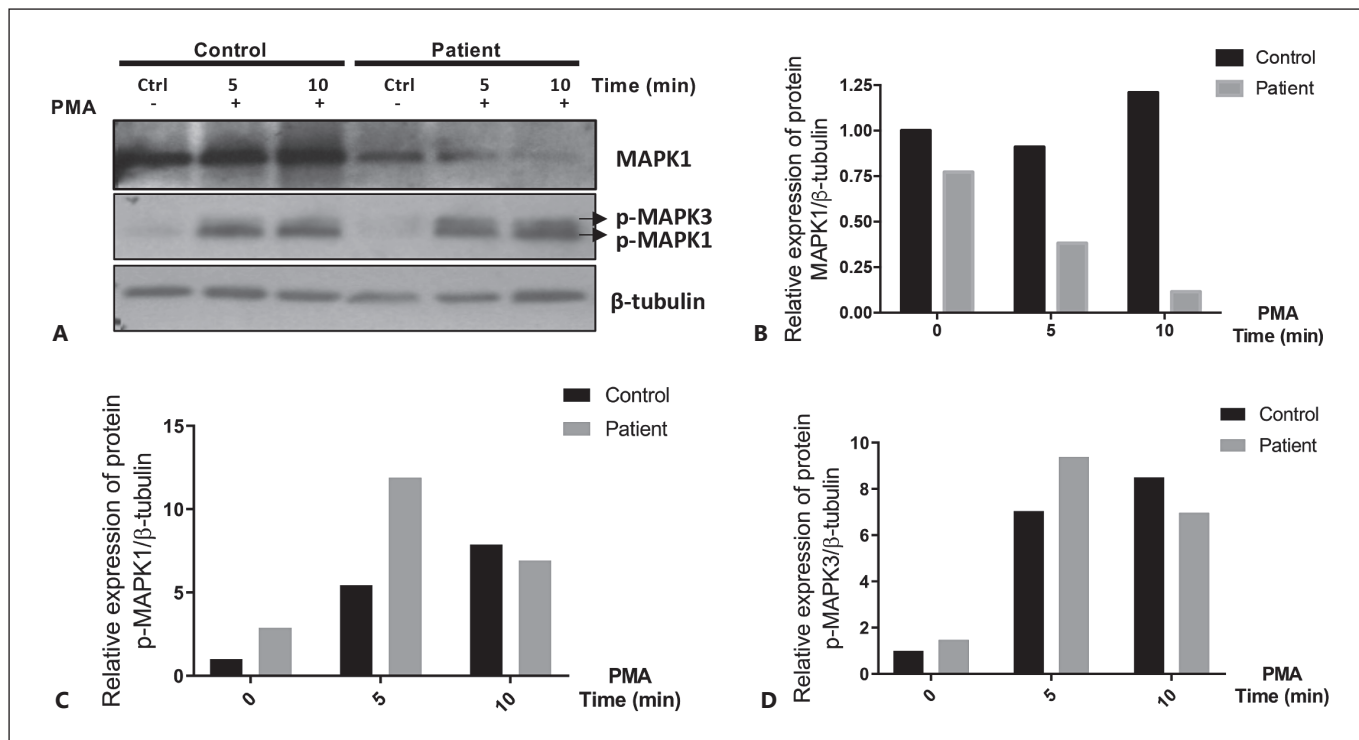 Control Patient
Ctrl 5 10 Ctrl 5 10 Time (min)
PMA - + + - + +
MAPK1
p-MAPK3
p-MAPK1
β-tubulin
A
Control
Patient
Relative expression of protein
MAPK1/β-tubulin
1.25
1.00
0.75
0.50
0.25
0.00
0 5 10
PMA
Time (min)
B
Control
Patient
Relative expression of protein
p-MAPK1/β-tubulin
15
10
5
0
0 5 10
PMA
Time (min)
C
Control
Patient
Relative expression of protein
p-MAPK3/β-tubulin
10
8
6
4
2
0
0 5 10
PMA
Time (min)
D